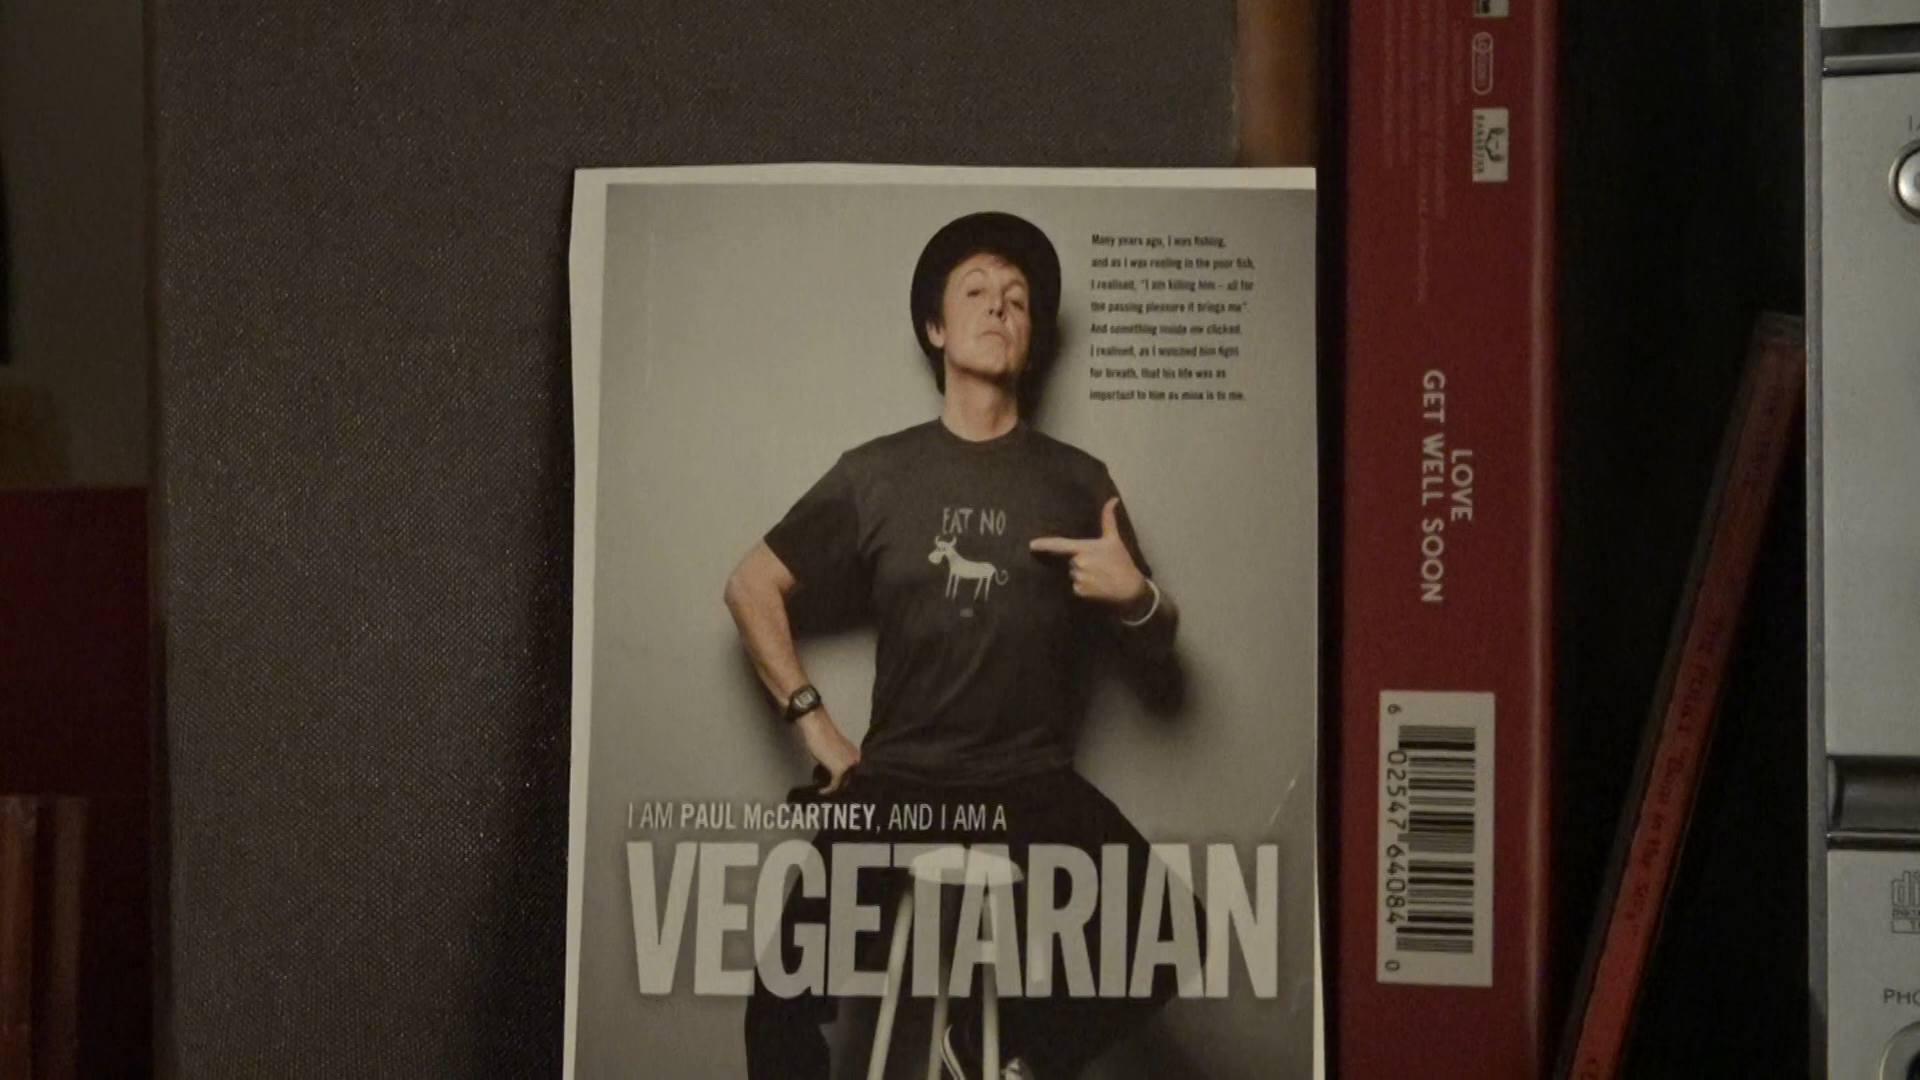 Many years ago, I was fishing,
and as I was reeling in the poor fish,
I realised, "I am killing him – all for
the passing pleasure it brings me"
And something inside me clicked.
I realised, as I watched him fight
for breath, that his life was as
important to him as mine is to me.
EAT NO
I AM PAUL McCARTNEY, AND I AM A
VEGETARIAN
LOVE
GET WELL SOON
6 02547 64084 0